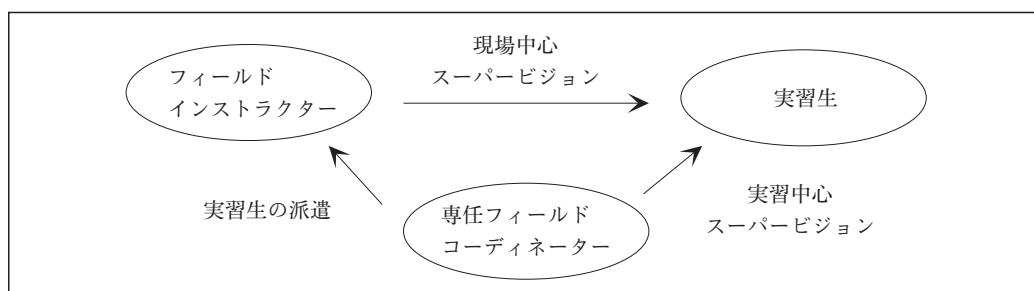 現場中心
スーパービジョン
フィールド
インストラクター
実習生
実習生の派遣
専任フィールド
コーディネーター
実習中心
スーパービジョン